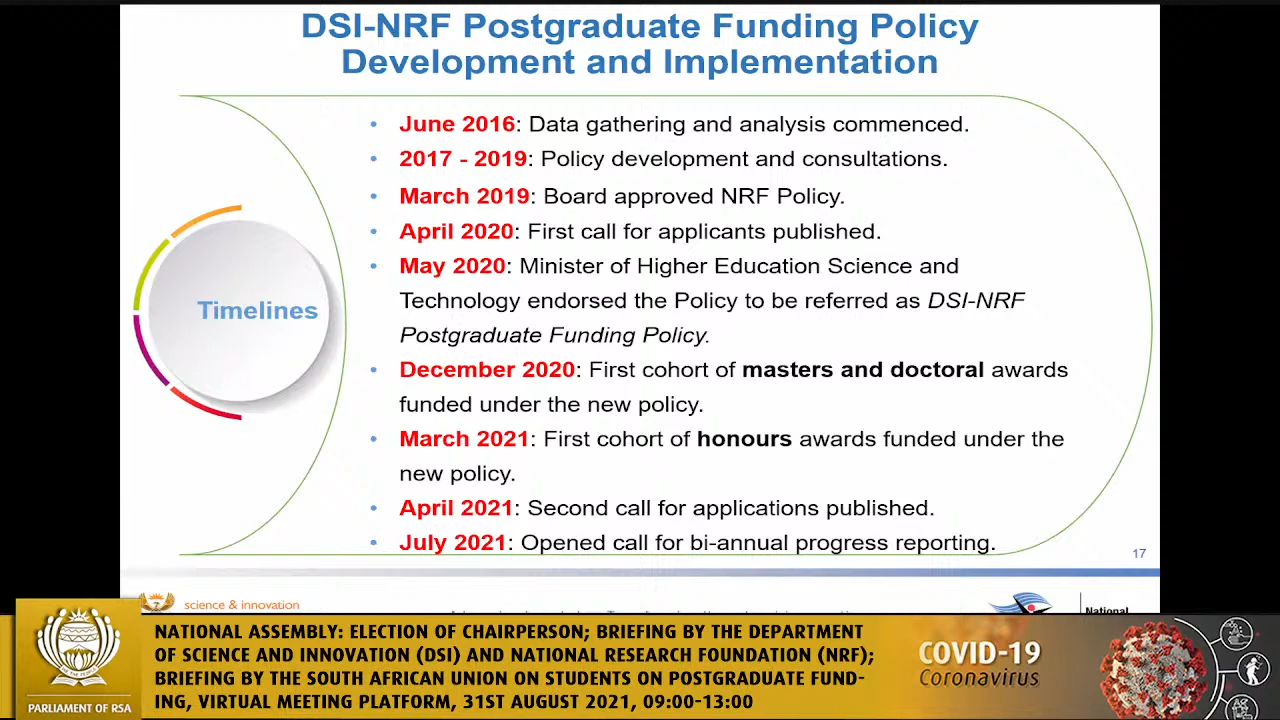 DSI-NRF Postgraduate Funding Policy
Development and Implementation
Timelines
• June 2016: Data gathering and analysis commenced.
• 2017 - 2019: Policy development and consultations.
• March 2019: Board approved NRF Policy.
• April 2020: First call for applicants published.
• May 2020: Minister of Higher Education Science and
Technology endorsed the Policy to be referred as DSI-NRF
Postgraduate Funding Policy.
• December 2020: First cohort of masters and doctoral awards
funded under the new policy.
• March 2021: First cohort of honours awards funded under the
new policy.
• April 2021: Second call for applications published.
• July 2021: Opened call for bi-annual progress reporting.
17
science & innovation
National
PARLIAMENT OF RSA
NATIONAL ASSEMBLY: ELECTION OF CHAIRPERSON; BRIEFING BY THE DEPARTMENT
OF SCIENCE AND INNOVATION (DSI) AND NATIONAL RESEARCH FOUNDATION (NRF);
BRIEFING BY THE SOUTH AFRICAN UNION ON STUDENTS ON POSTGRADUATE FUND-
ING, VIRTUAL MEETING PLATFORM, 31ST AUGUST 2021, 09:00-13:00
COVID-19
Coronavirus